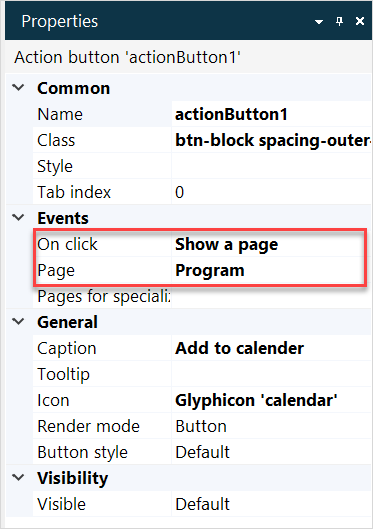 Properties
Action button 'actionButton1'
Common
Name actionButton1
Class btn-block spacing-outer-
Style
Tab index 0
Events
On click Show a page
Page Program
Pages for speciali
General
Caption Add to calender
Tooltip
Icon Glyphicon 'calendar'
Render mode Button
Button style Default
Visibility
Visible Default